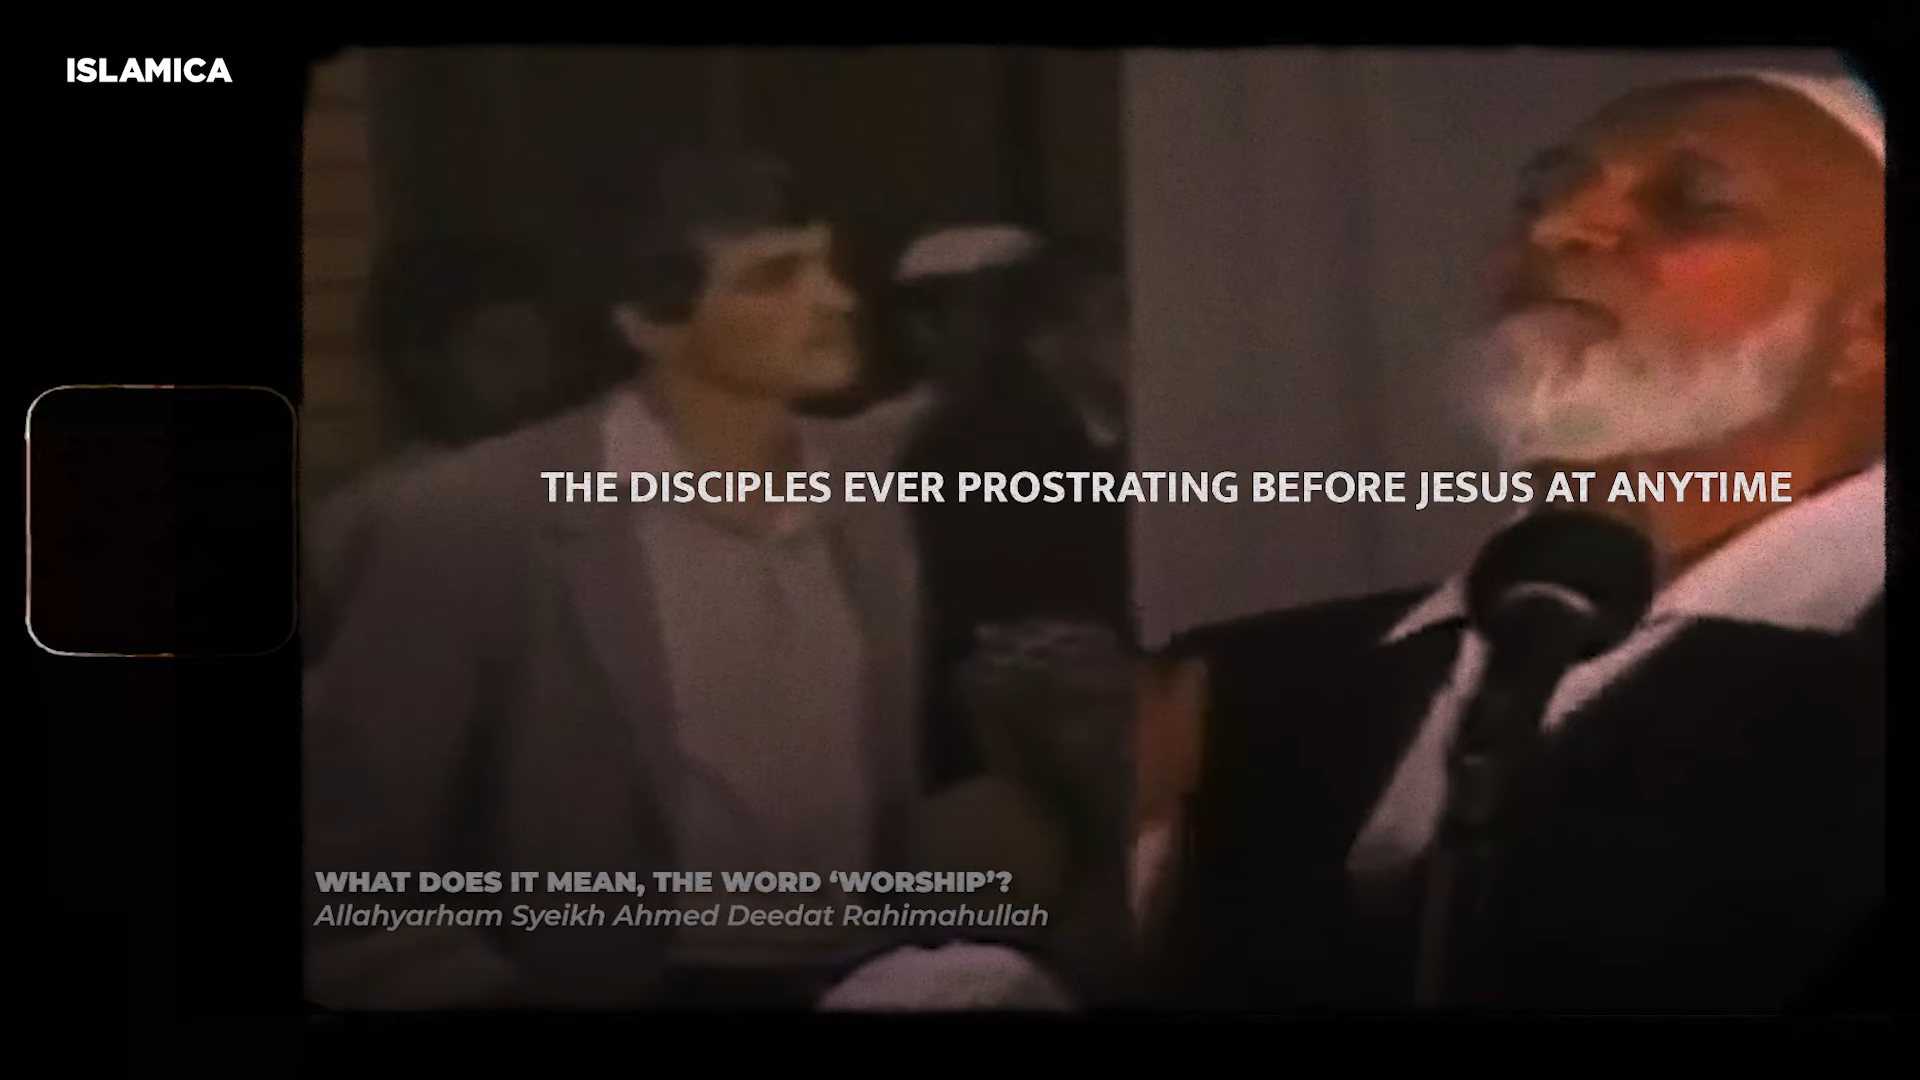 ISLAMICA
THE DISCIPLES EVER PROSTRATING BEFORE JESUS AT ANYTIME
WHAT DOES IT MEAN, THE WORD ‘WORSHIP’?
Allahyarham Syeikh Ahmed Deedat Rahimahullah